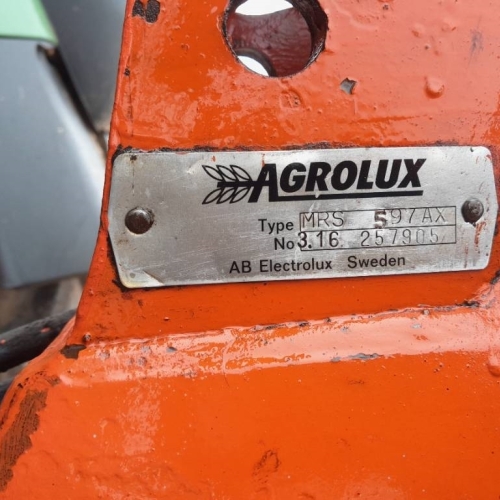 AGROLUX
Type MRS 597AX
No 3.16 257905
AB Electrolux Sweden